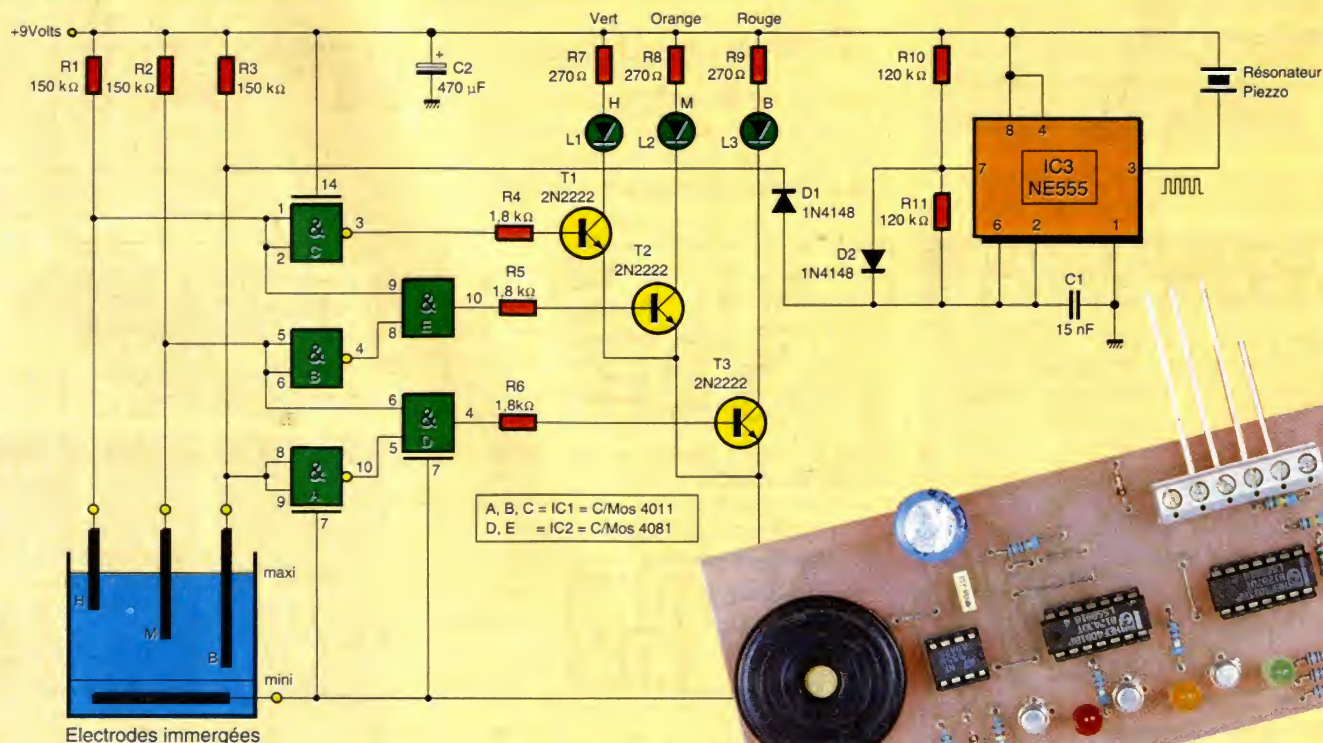 Vert Orange Rouge
+9Volts
R1
150 kΩ
R2
150 kΩ
R3
150 kΩ
+
C2
470 µF
R7
270 Ω
R8
270 Ω
R9
270 Ω
H
M
B
L1
L2
L3
R10
120 kΩ
Résonateur
Piezzo
8
4
7
IC3
NE555
3
6
2
1
R11
120 kΩ
D1
1N4148
D2
1N4148
C1
15 nF
14
1
2
&
C
3
R4
1,8 kΩ
T1
2N2222
9
8
&
E
10
R5
1,8 kΩ
T2
2N2222
5
6
&
B
4
6
5
&
D
4
7
R6
1,8kΩ
T3
2N2222
8
9
&
A
10
7
A, B, C = IC1 = C/Mos 4011
D, E = IC2 = C/Mos 4081
maxi
H
M
B
mini
Electrodes immergées